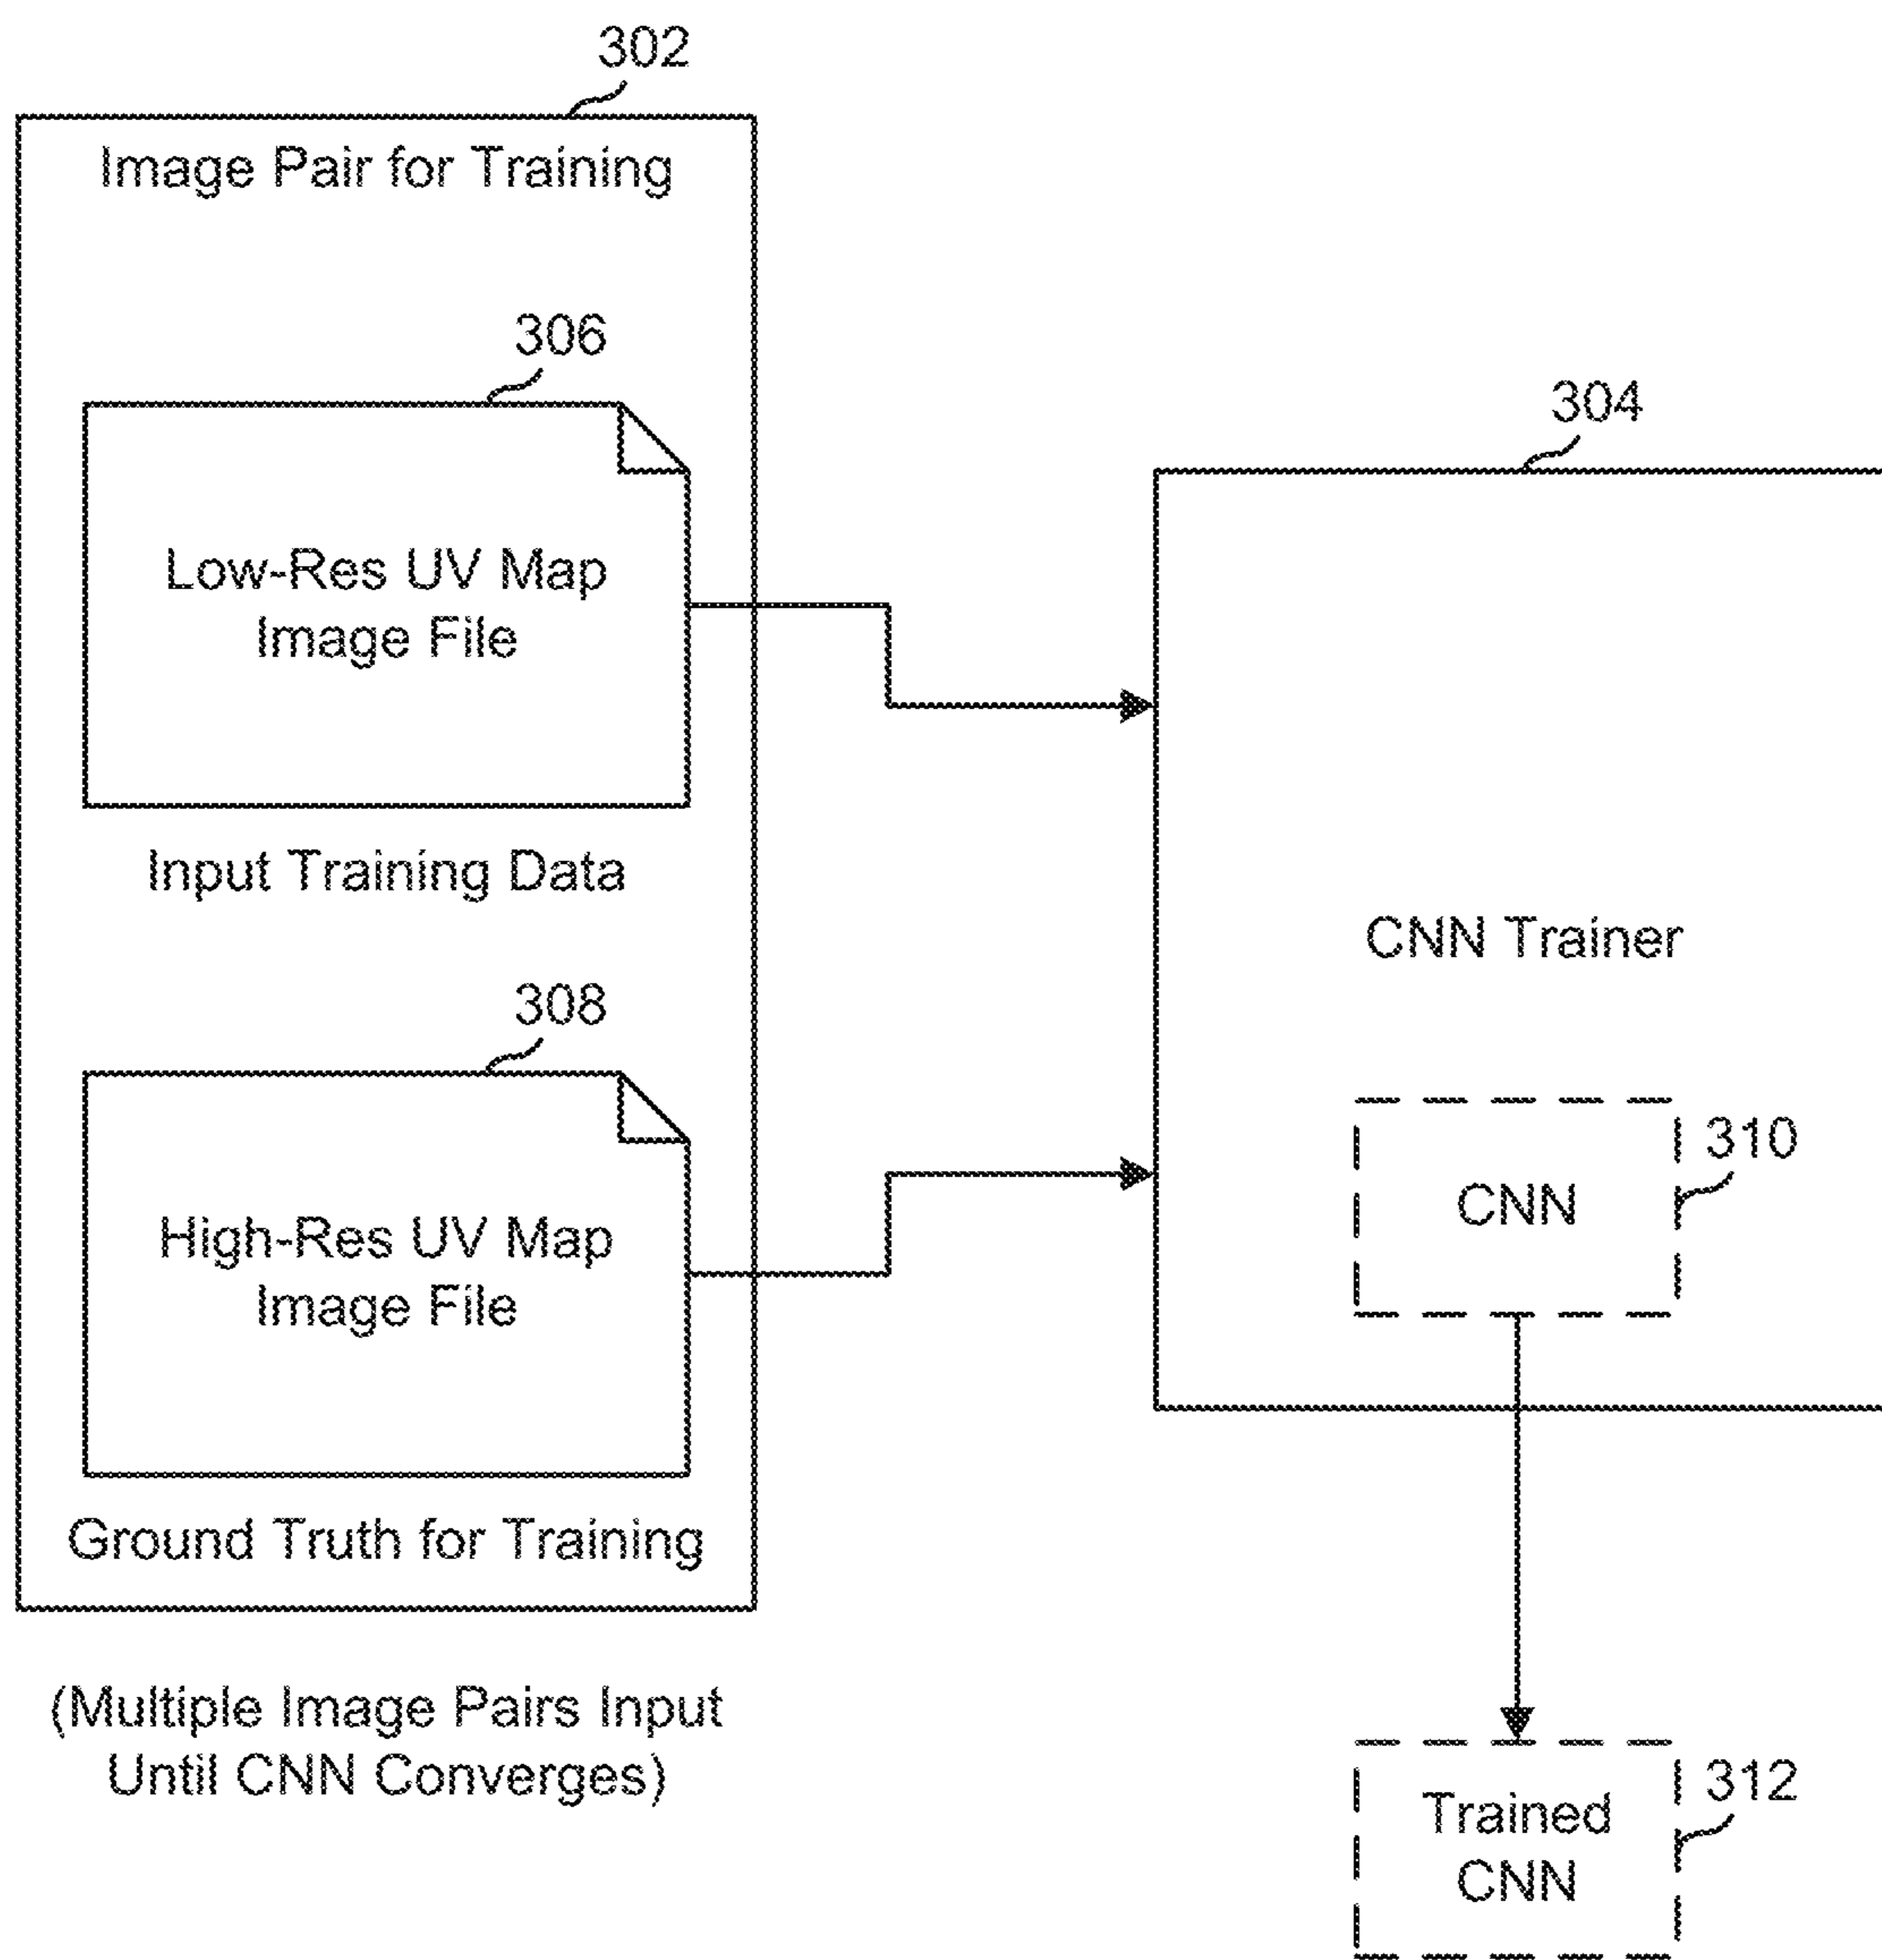 302
Image Pair for Training
306
Low-Res UV Map
Image File
Input Training Data
308
High-Res UV Map
Image File
Ground Truth for Training
(Multiple Image Pairs Input
Until CNN Converges)
304
CNN Trainer
310
CNN
312
Trained
CNN